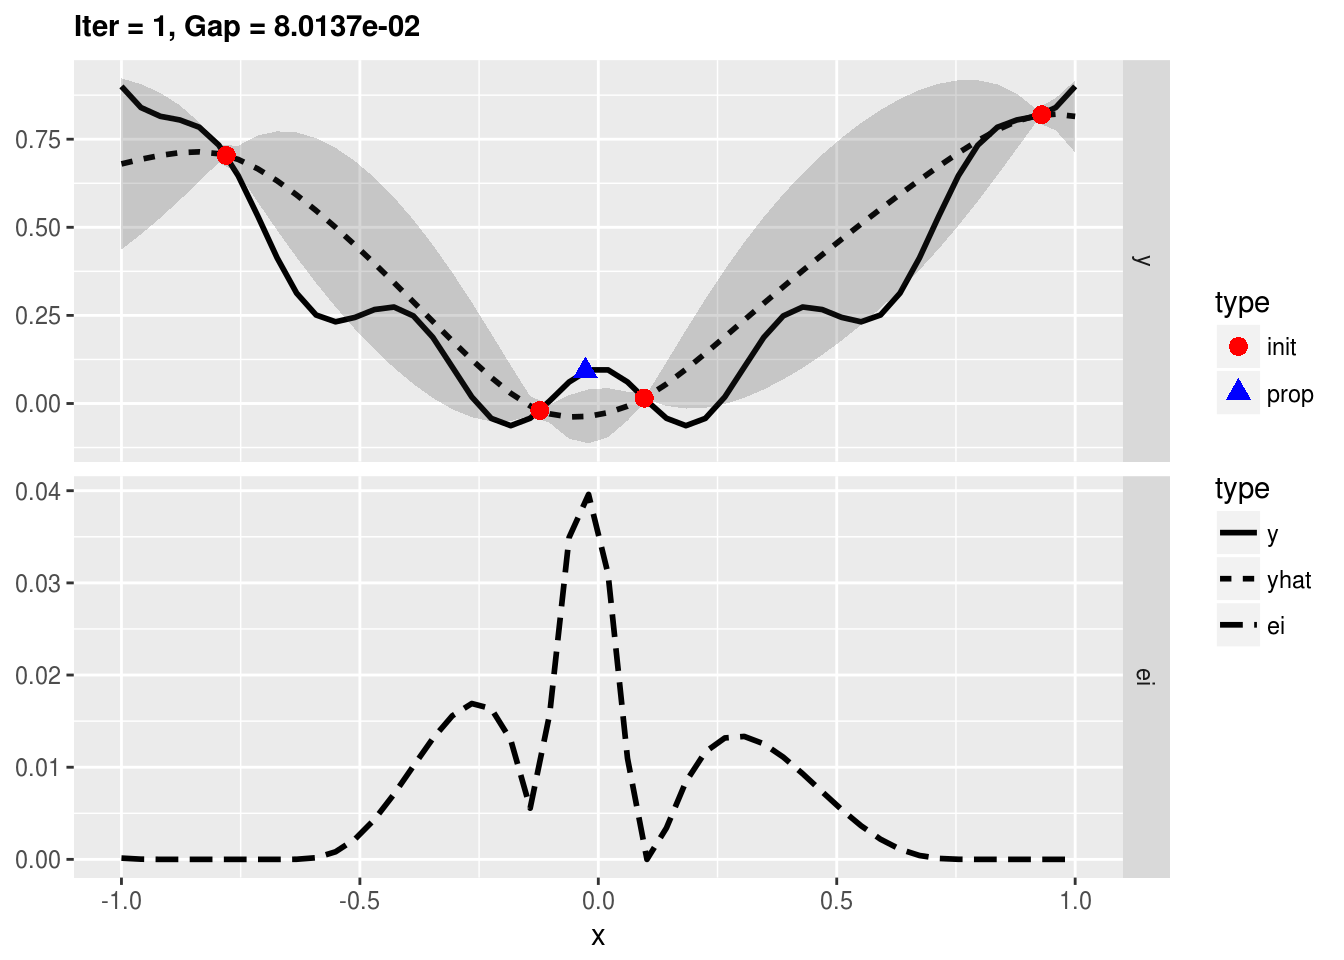 Iter = 1, Gap = 8.0137e-02
0.75
0.50
0.25
0.00
y
0.04
0.03
0.02
0.01
0.00
ei
-1.0
-0.5
0.0
0.5
1.0
x
type
init
prop
type
y
yhat
ei